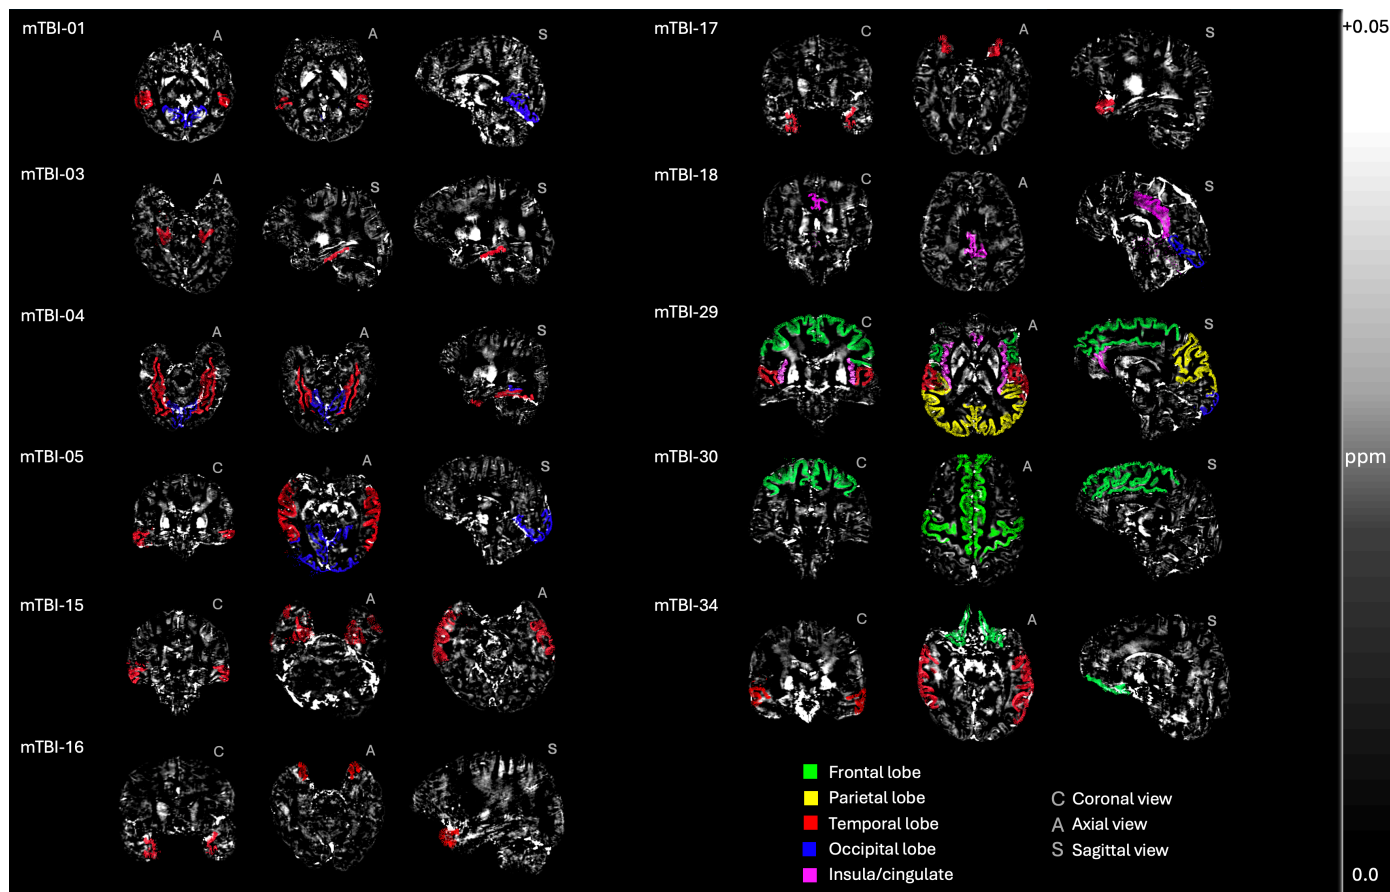 mTBI-01
A
A
S
mTBI-03
A
S
S
mTBI-04
A
A
S
mTBI-05
C
A
S
mTBI-15
C
A
A
mTBI-16
C
A
S
mTBI-17
C
A
S
mTBI-18
C
A
S
mTBI-29
C
A
S
mTBI-30
C
A
S
mTBI-34
C
A
S
Frontal lobe
Parietal lobe
Temporal lobe
Occipital lobe
Insula/cingulate
C Coronal view
A Axial view
S Sagittal view
+0.05
ppm
0.0